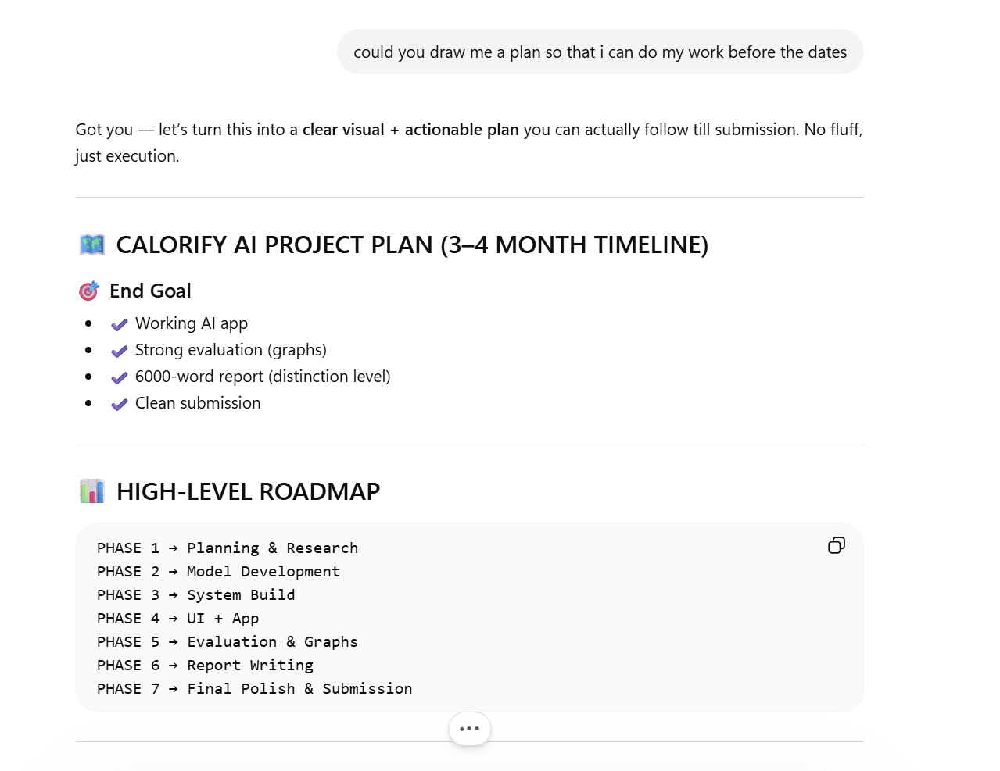 could you draw me a plan so that i can do my work before the dates
Got you — let's turn this into a clear visual + actionable plan you can actually follow till submission. No fluff,
just execution.
CALORIFY AI PROJECT PLAN (3–4 MONTH TIMELINE)
End Goal
Working AI app
Strong evaluation (graphs)
6000-word report (distinction level)
Clean submission
HIGH-LEVEL ROADMAP
PHASE 1 → Planning & Research
PHASE 2 → Model Development
PHASE 3 → System Build
PHASE 4 → UI + App
PHASE 5 → Evaluation & Graphs
PHASE 6 → Report Writing
PHASE 7 → Final Polish & Submission